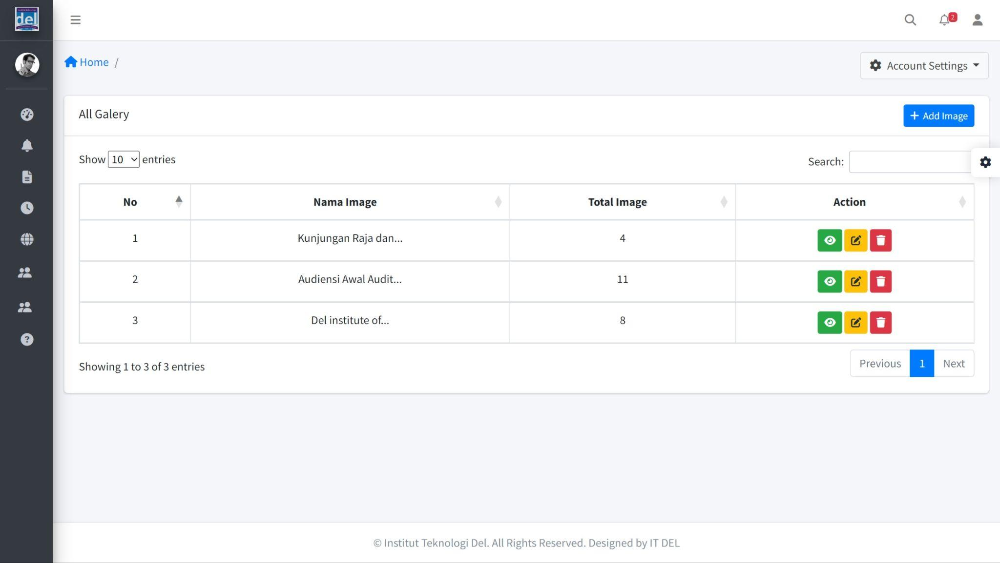 institut teknologi
del
2
Home /
Account Settings
All Galery
+ Add Image
Show 10 entries
Search:
No Nama Image Total Image Action
1 Kunjungan Raja dan... 4
2 Audiensi Awal Audit... 11
3 Del institute of... 8
Showing 1 to 3 of 3 entries
Previous 1 Next
© Institut Teknologi Del. All Rights Reserved. Designed by IT DEL